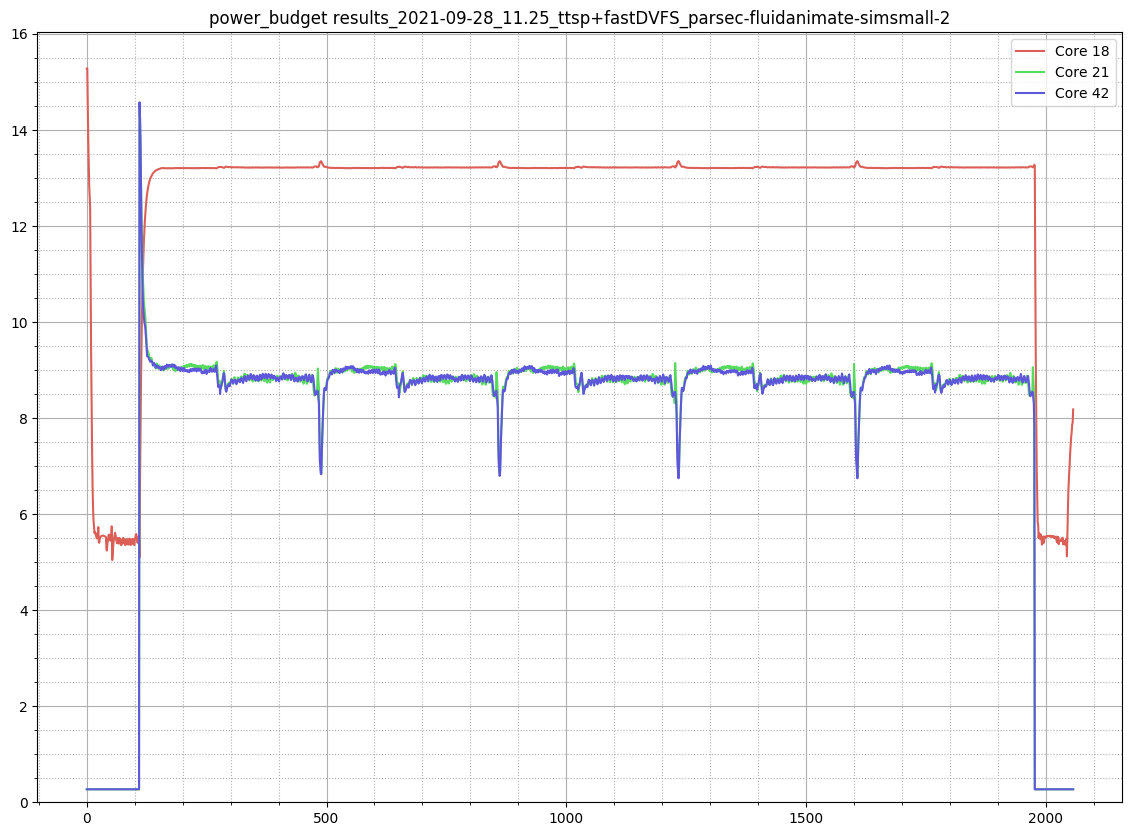 power_budget results_2021-09-28_11.25_ttsp+fastDVFS_parsec-fluidanimate-simsmall-2
Core 18
Core 21
Core 42
16
14
12
10
8
6
4
2
0
0 500 1000 1500 2000